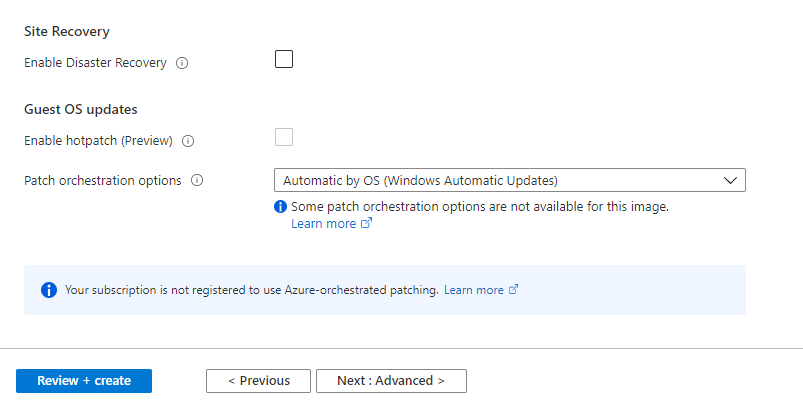 Site Recovery
Enable Disaster Recovery
Guest OS updates
Enable hotpatch (Preview)
Patch orchestration options
Automatic by OS (Windows Automatic Updates)
Some patch orchestration options are not available for this image.
Learn more
Your subscription is not registered to use Azure-orchestrated patching. Learn more
Review + create
< Previous
Next : Advanced >